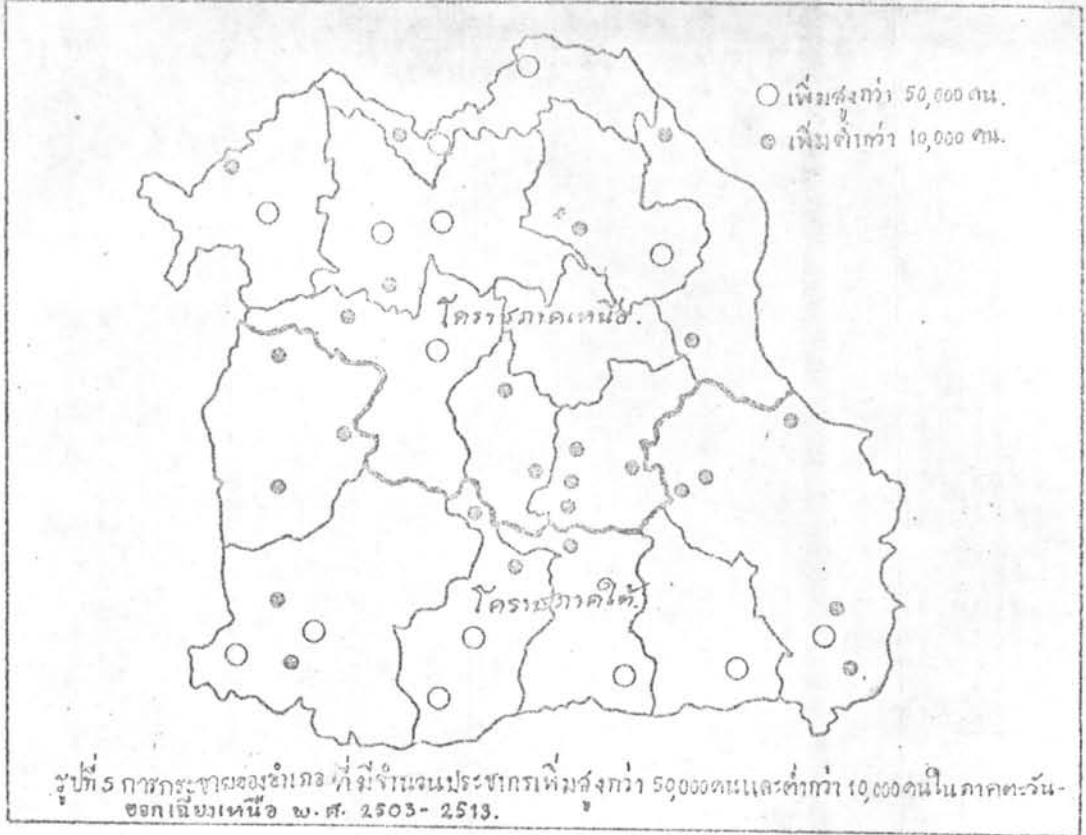 เพิ่มสูงกว่า 50,000 คน.
เพิ่มต่ำกว่า 10,000 คน.
โคราชภาคเหนือ.
โคราชภาคใต้.
รูปที่ 5 การกระจายของอำเภอที่มีจำนวนประชากรเพิ่มสูงกว่า 50,000 คนและต่ำกว่า 10,000 คนในภาคตะวัน-
ออกเฉียงเหนือ พ.ศ. 2503-2513.